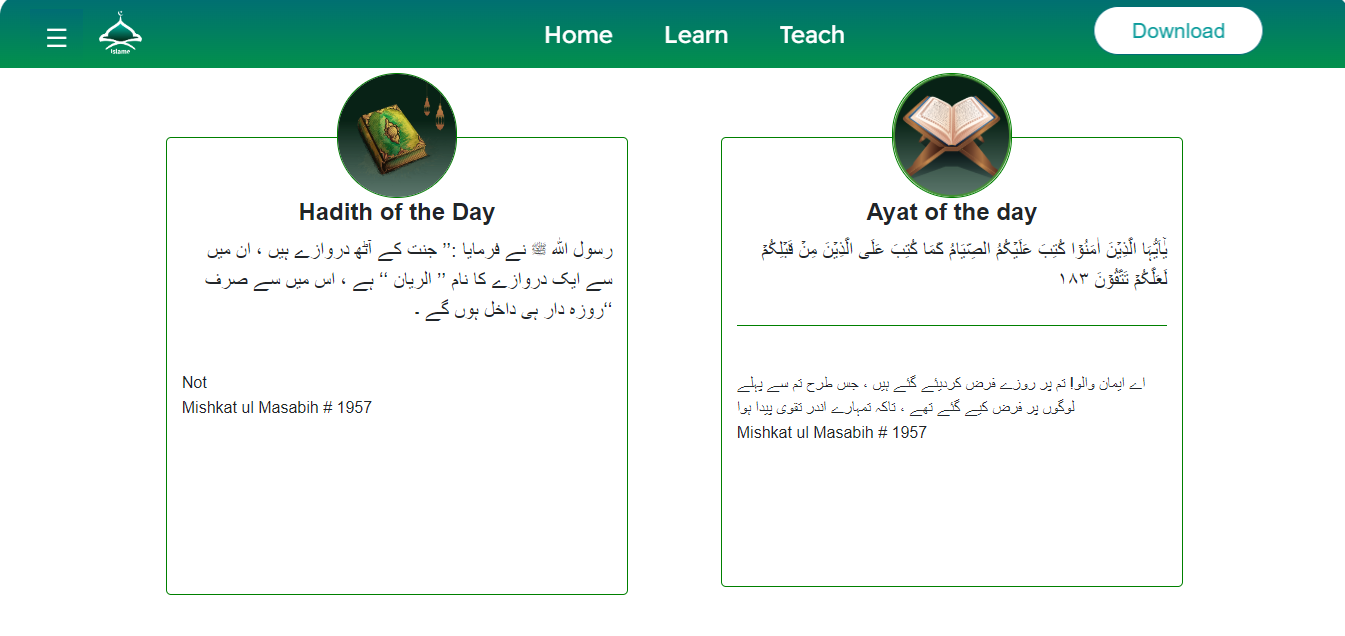 ☰
Islame
Home
Learn
Teach
Download
Hadith of the Day
رسول اللہ ﷺ نے فرمایا :’’ جنت کے آٹھ دروازے ہیں ، ان میں
سے ایک دروازے کا نام ’’ الریان ‘‘ ہے ، اس میں سے صرف
‘‘روزہ دار ہی داخل ہوں گے ۔
Not
Mishkat ul Masabih # 1957
Ayat of the day
يٰٓاَيُّهَا الَّذِيۡنَ اٰمَنُوۡا كُتِبَ عَلَيۡکُمُ الصِّيَامُ کَمَا كُتِبَ عَلَى الَّذِيۡنَ مِنۡ قَبۡلِکُمۡ
لَعَلَّكُمۡ تَتَّقُوۡنَ ١٨٣
اے ایمان والو! تم پر روزے فرض کردیئے گئے ہیں ، جس طرح تم سے پہلے
لوگوں پر فرض کیے گئے تھے ، تاکہ تمہارے اندر تقوی پیدا ہوا
Mishkat ul Masabih # 1957